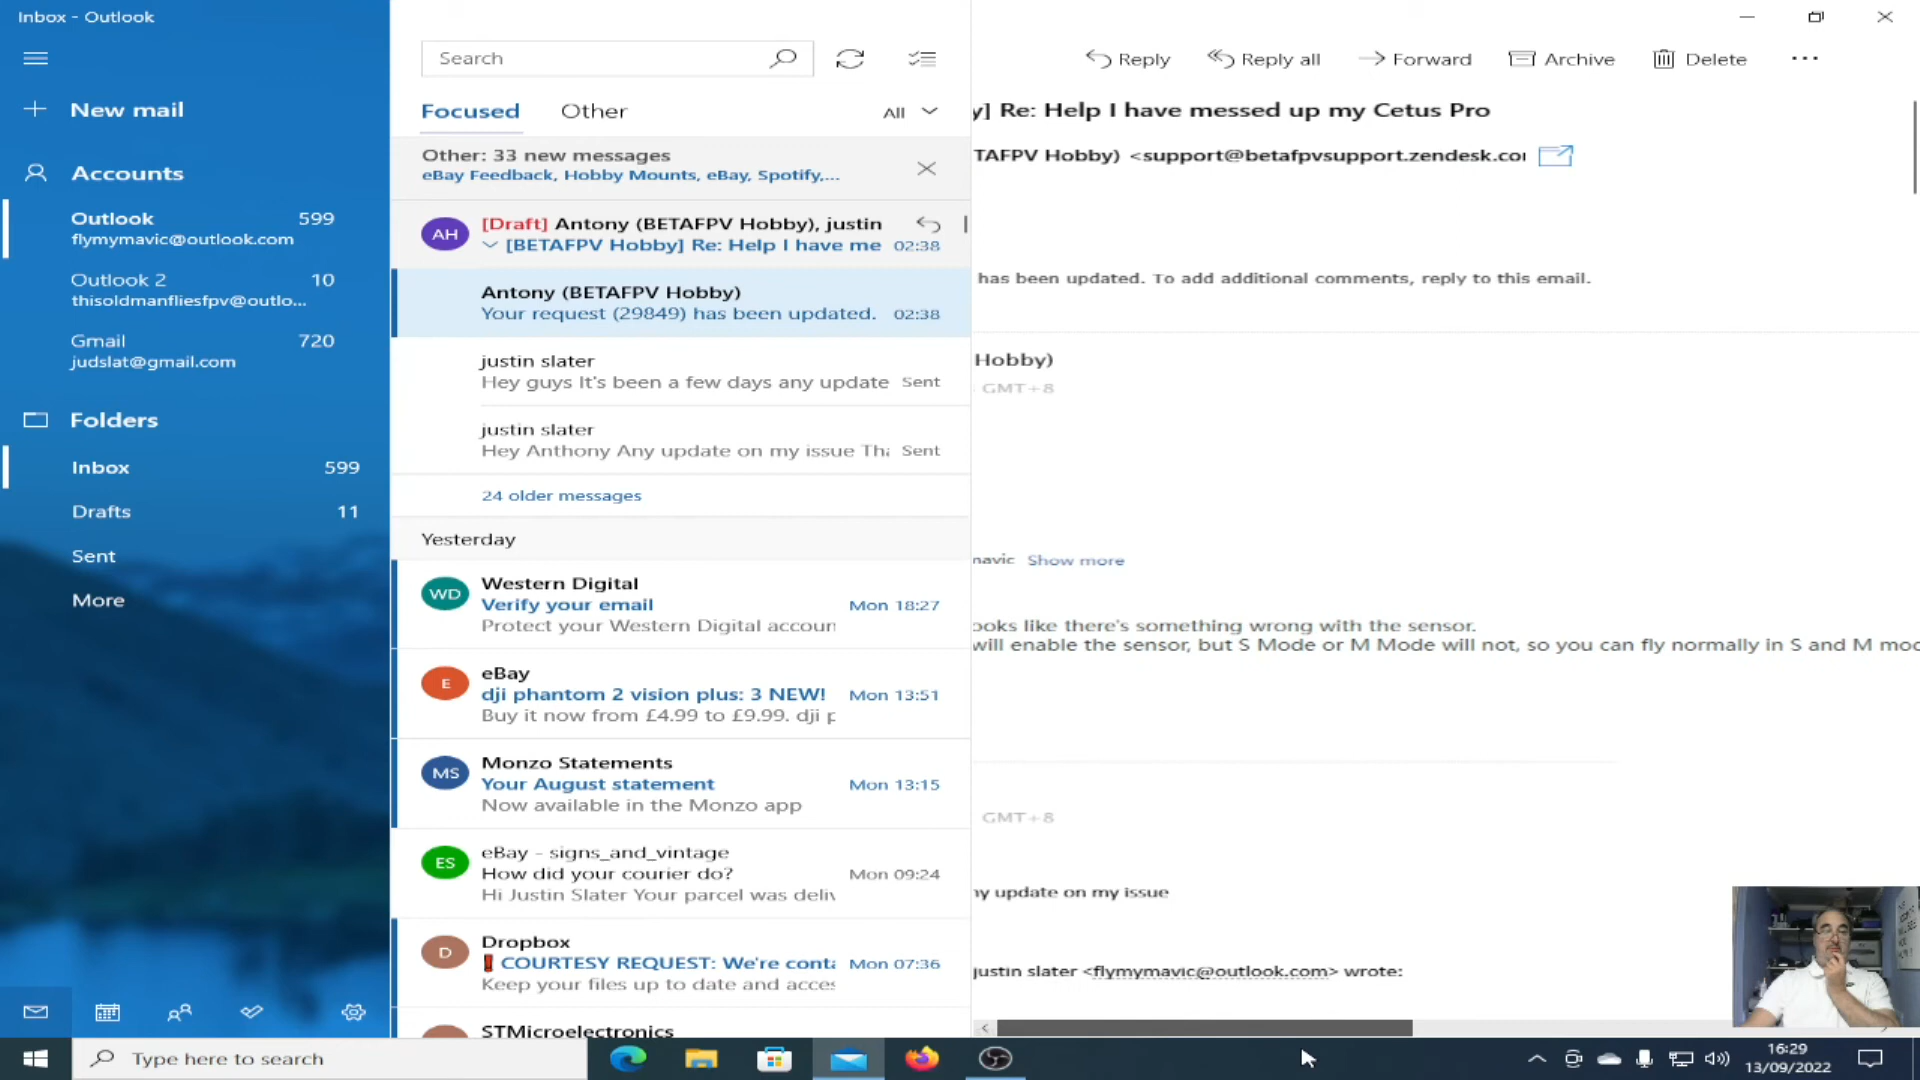 Inbox - Outlook
New mail
Accounts
Outlook 599
flymymavic@outlook.com
Outlook 2 10
thisoldmanfliesfpv@outlo...
Gmail 720
judslat@gmail.com
Folders
Inbox 599
Drafts 11
Sent
More
Search
Focused Other All
Other: 33 new messages
eBay Feedback, Hobby Mounts, eBay, Spotify,...
AH
[Draft] Antony (BETAFPV Hobby), justin
[BETAFPV Hobby] Re: Help I have me 02:38
Antony (BETAFPV Hobby)
Your request (29849) has been updated. 02:38
justin slater
Hey guys It's been a few days any update Sent
justin slater
Hey Anthony Any update on my issue Tha Sent
24 older messages
Yesterday
WD
Western Digital
Verify your email Mon 18:27
Protect your Western Digital accoun
E
eBay
dji phantom 2 vision plus: 3 NEW! Mon 13:51
Buy it now from £4.99 to £9.99. dji p
MS
Monzo Statements
Your August statement Mon 13:15
Now available in the Monzo app
ES
eBay - signs_and_vintage
How did your courier do? Mon 09:24
Hi Justin Slater Your parcel was deliv
D
Dropbox
COURTESY REQUEST: We're conta Mon 07:36
Keep your files up to date and acces
STMicroelectronics
Reply Reply all Forward Archive Delete ...
y] Re: Help I have messed up my Cetus Pro
TAFPV Hobby) <support@betafpvsupport.zendesk.co
has been updated. To add additional comments, reply to this email.
Hobby)
GMT+8
navic Show more
ooks like there's something wrong with the sensor.
will enable the sensor, but S Mode or M Mode will not, so you can fly normally in S and M mod
GMT+8
ny update on my issue
justin slater <flymymavic@outlook.com> wrote:
Type here to search
16:29
13/09/2022